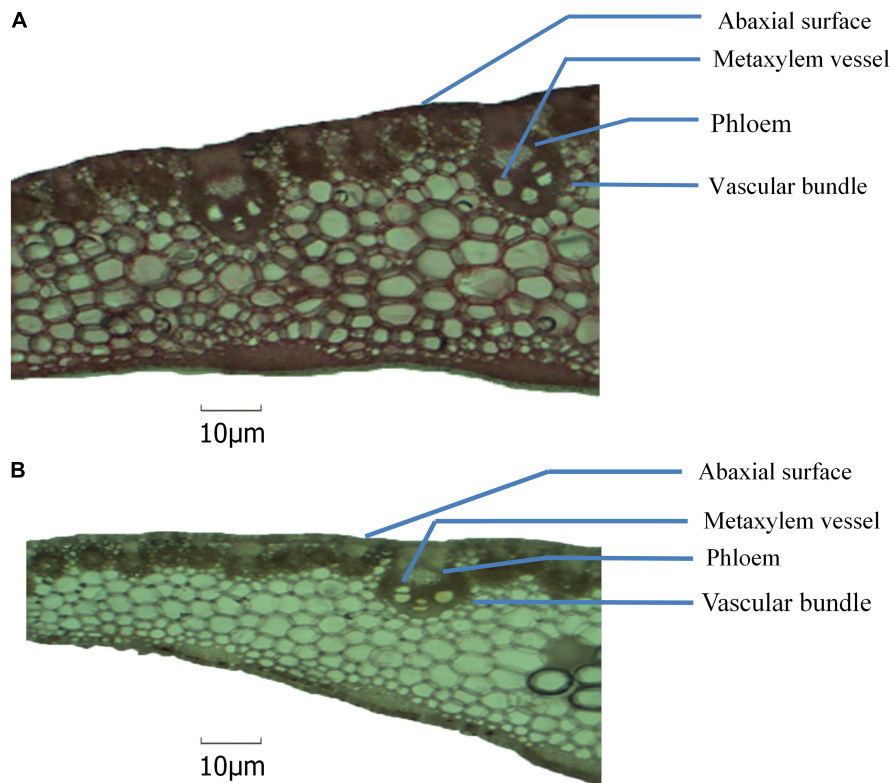 A
Abaxial surface
Metaxylem vessel
Phloem
Vascular bundle
10μm
B
Abaxial surface
Metaxylem vessel
Phloem
Vascular bundle
10μm